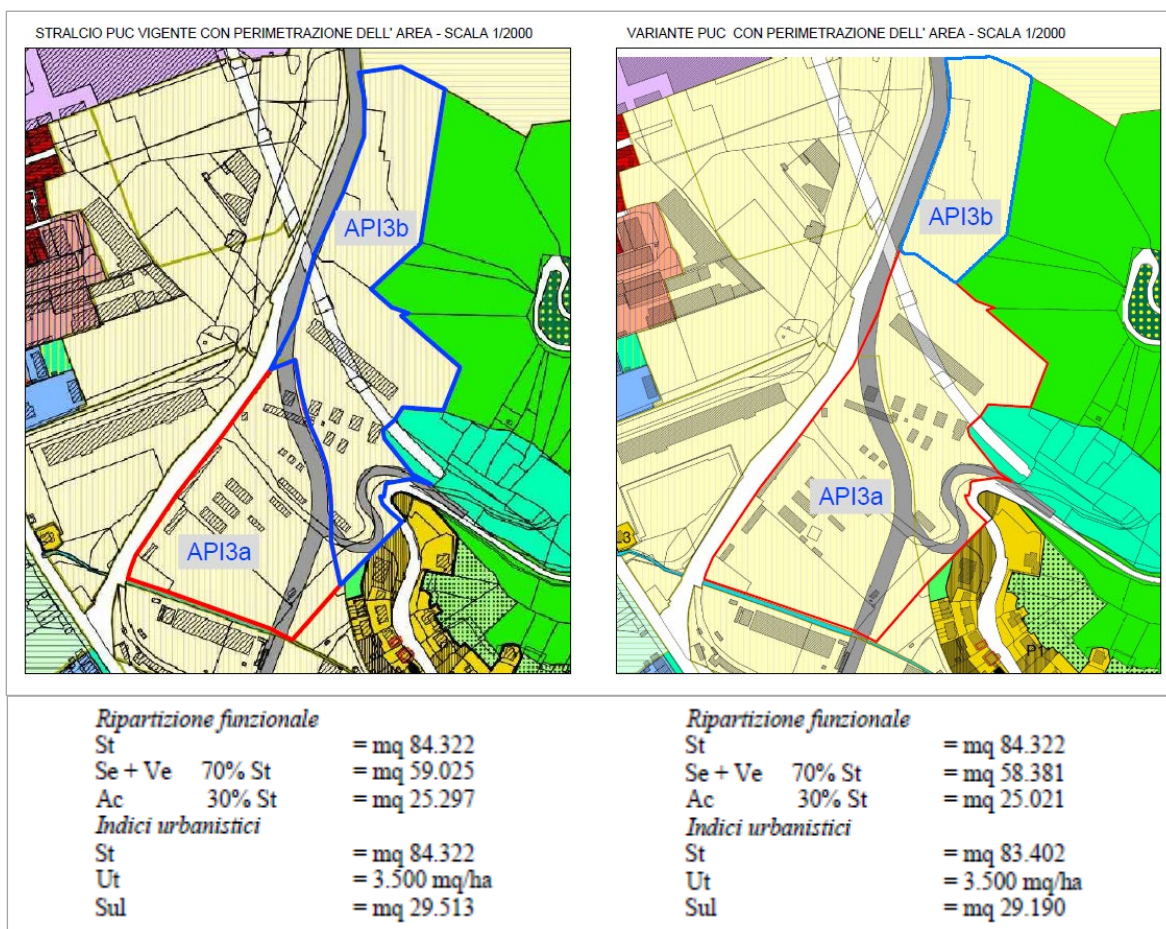 STRALCIO PUC VIGENTE CON PERIMETRAZIONE DELL' AREA - SCALA 1/2000
VARIANTE PUC CON PERIMETRAZIONE DELL' AREA - SCALA 1/2000
API3b
API3a
API3b
API3a
3
Ripartizione funzionale
St = mq 84.322
Se + Ve 70% St = mq 59.025
Ac 30% St = mq 25.297
Indici urbanistici
St = mq 84.322
Ut = 3.500 mq/ha
Sul = mq 29.513
Ripartizione funzionale
St = mq 84.322
Se + Ve 70% St = mq 58.381
Ac 30% St = mq 25.021
Indici urbanistici
St = mq 83.402
Ut = 3.500 mq/ha
Sul = mq 29.190